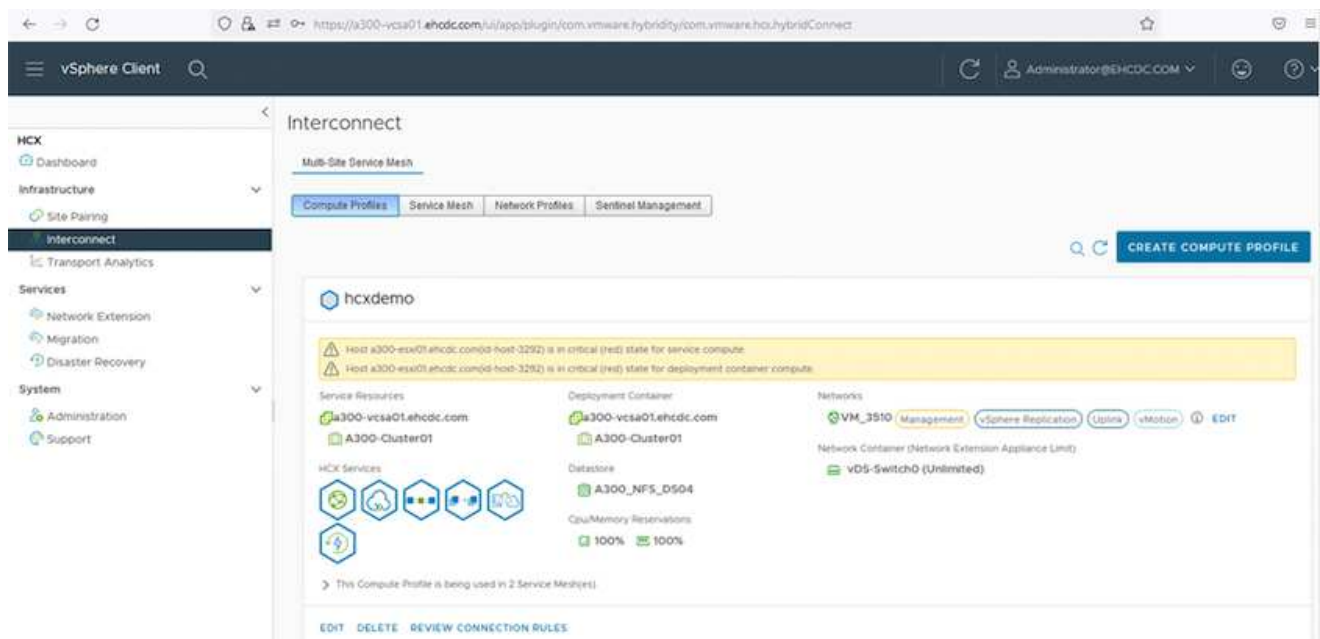 https://a300-vcsa01.ehcdc.com/ui/app/plugin/com.vmware.hybridity/com.vmware.hcx.hybridConnect
vSphere Client
Administrator@EHCDC.COM
HCX
Dashboard
Infrastructure
Site Pairing
Interconnect
Transport Analytics
Services
Network Extension
Migration
Disaster Recovery
System
Administration
Support
Interconnect
Multi-Site Service Mesh
Compute Profiles Service Mesh Network Profiles Sentinel Management
CREATE COMPUTE PROFILE
hcxdemo
Host a300-esxi01.ehcdc.com(id-host-3292) is in critical (red) state for service compute.
Host a300-esxi01.ehcdc.com(id-host-3292) is in critical (red) state for deployment container compute.
Service Resources
a300-vcsa01.ehcdc.com
A300-Cluster01
HCX Services
Deployment Container
a300-vcsa01.ehcdc.com
A300-Cluster01
Datastore
A300_NFS_DS04
Cpu/Memory Reservations
100% 100%
Networks
VM_3510 Management vSphere Replication Uplink vMotion EDIT
Network Container (Network Extension Appliance Limit)
vDS-Switch0 (Unlimited)
This Compute Profile is being used in 2 Service Mesh(es).
EDIT DELETE REVIEW CONNECTION RULES